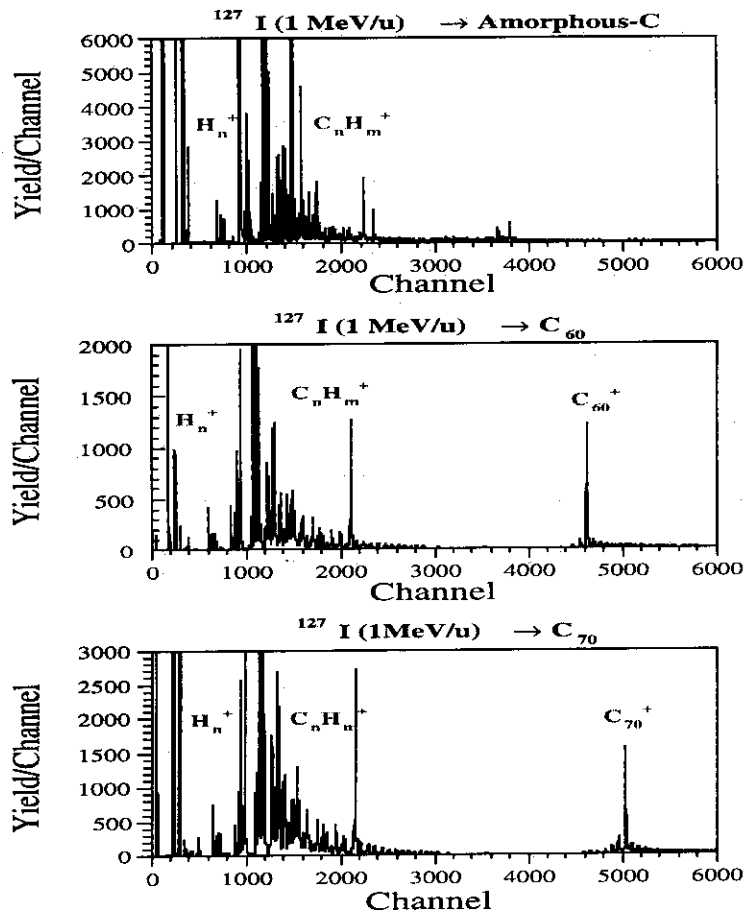 ¹²⁷ I (1 MeV/u) → Amorphous-C
Yield/Channel
6000
5000
4000
3000
2000
1000
0
Hₙ⁺
CₙHₘ⁺
0 1000 2000 3000 4000 5000 6000
Channel
¹²⁷ I (1 MeV/u) → C₆₀
Yield/Channel
2000
1500
1000
500
0
Hₙ⁺
CₙHₘ⁺
C₆₀⁺
0 1000 2000 3000 4000 5000 6000
Channel
¹²⁷ I (1MeV/u) → C₇₀
Yield/Channel
3000
2500
2000
1500
1000
500
0
Hₙ⁺
CₙHₙ⁺
C₇₀⁺
0 1000 2000 3000 4000 5000 6000
Channel